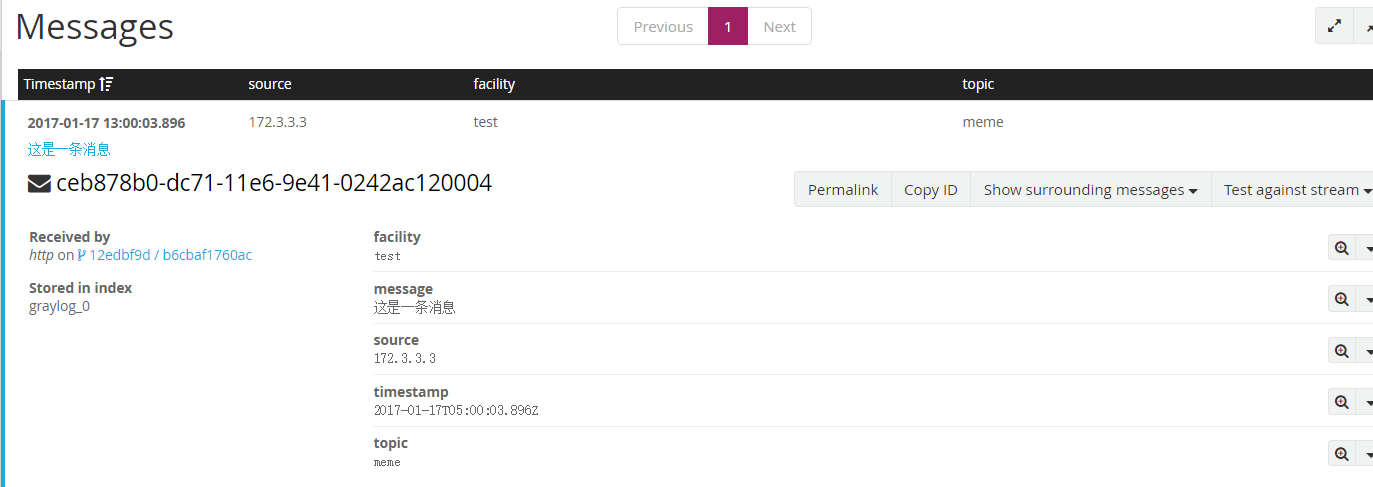 Messages
Previous 1 Next
Timestamp source facility topic
2017-01-17 13:00:03.896 172.3.3.3 test meme
这是一条消息
ceb878b0-dc71-11e6-9e41-0242ac120004
Permalink Copy ID Show surrounding messages Test against stream
Received by
http on 12edbf9d / b6cbaf1760ac
Stored in index
graylog_0
facility
test
message
这是一条消息
source
172.3.3.3
timestamp
2017-01-17T05:00:03.896Z
topic
meme